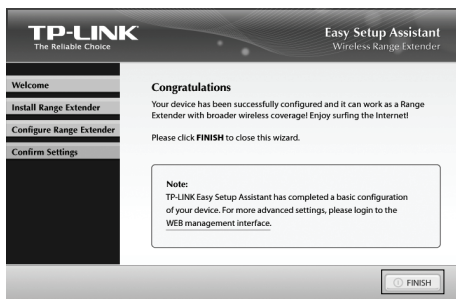 TP-LINK
The Reliable Choice
Easy Setup Assistant
Wireless Range Extender
Welcome
Install Range Extender
Configure Range Extender
Confirm Settings
Congratulations
Your device has been successfully configured and it can work as a Range
Extender with broader wireless coverage! Enjoy surfing the Internet!
Please click FINISH to close this wizard.
Note:
TP-LINK Easy Setup Assistant has completed a basic configuration
of your device. For more advanced settings, please login to the
WEB management interface.
FINISH